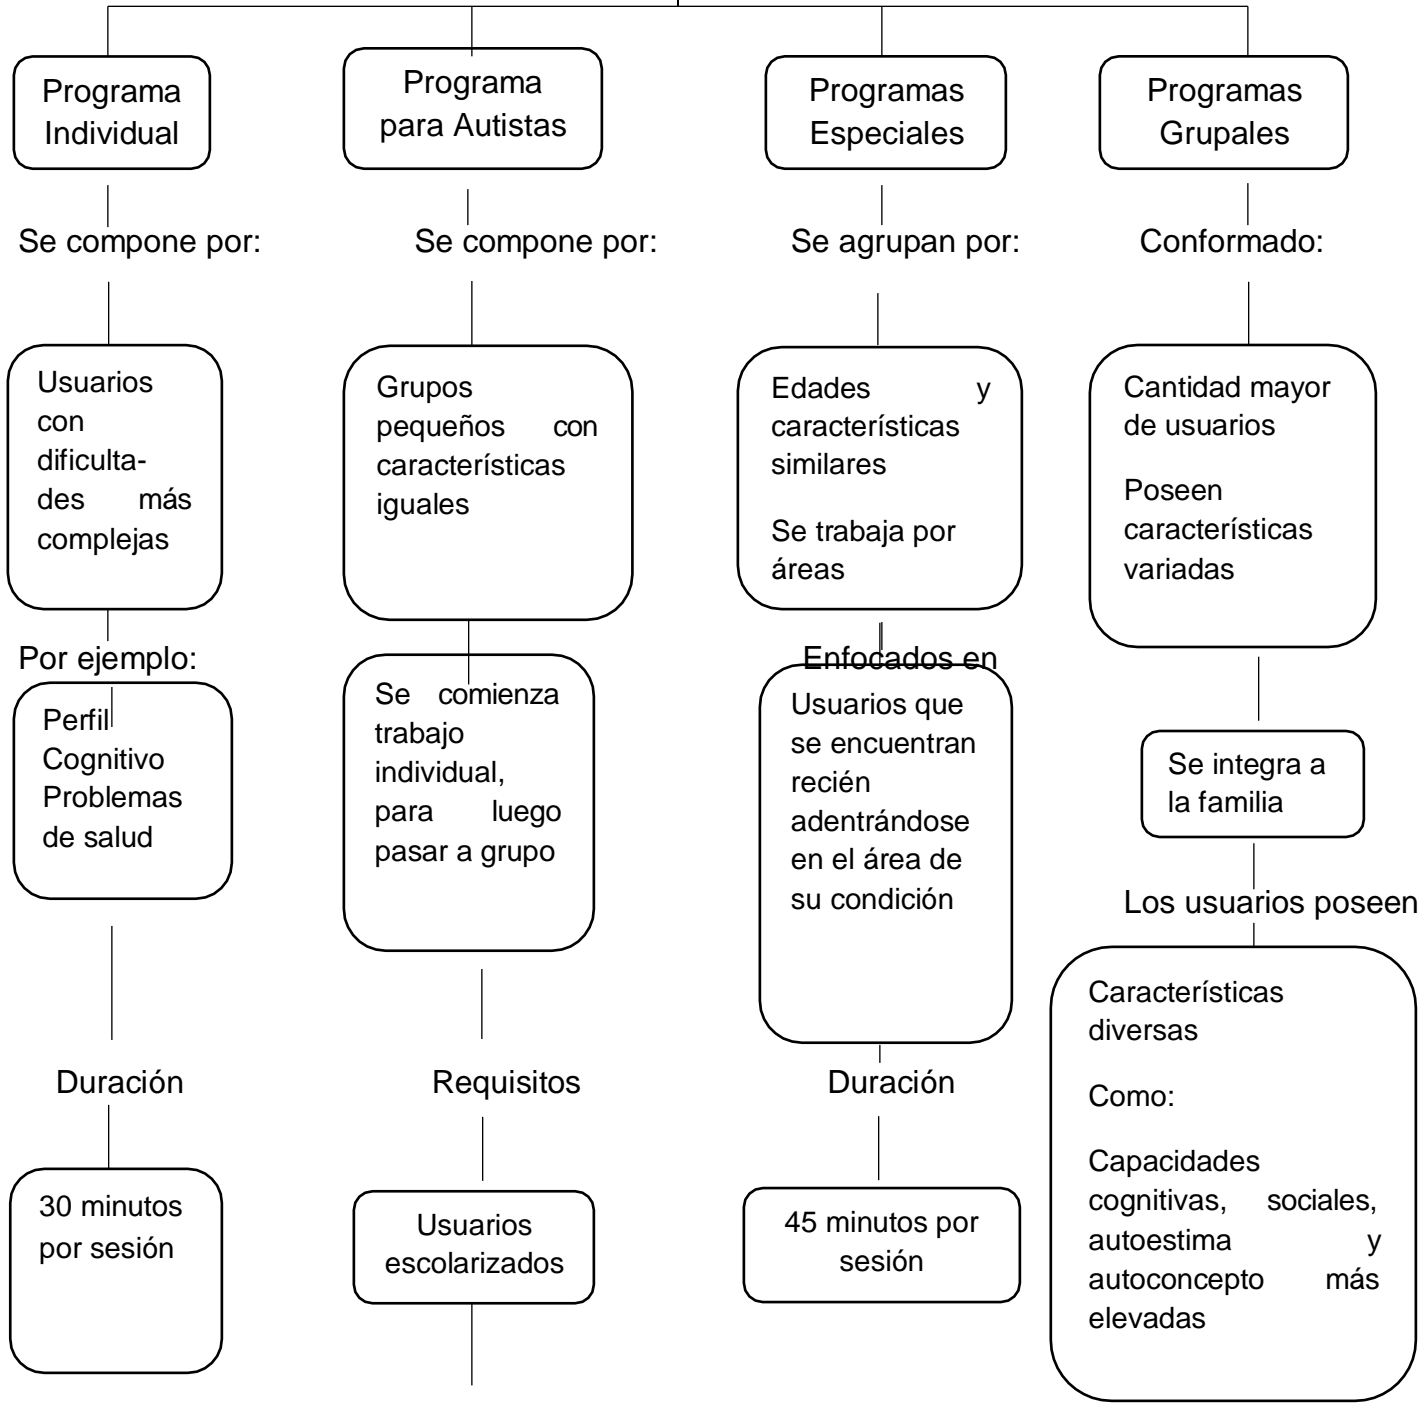 Programa
Individual
Se compone por:
Usuarios
con
dificulta-
des más
complejas
Por ejemplo:
Perfil
Cognitivo
Problemas
de salud
Duración
30 minutos
por sesión
Programa
para Autistas
Se compone por:
Grupos
pequeños con
características
iguales
Se comienza
trabajo
individual,
para luego
pasar a grupo
Requisitos
Usuarios
escolarizados
Programas
Especiales
Se agrupan por:
Edades y
características
similares
Se trabaja por
áreas
Enfocados en
Usuarios que
se encuentran
recién
adentrándose
en el área de
su condición
Duración
45 minutos por
sesión
Programas
Grupales
Conformado:
Cantidad mayor
de usuarios
Poseen
características
variadas
Se integra a
la familia
Los usuarios poseen
Características
diversas
Como:
Capacidades
cognitivas, sociales,
autoestima y
autoconcepto más
elevadas